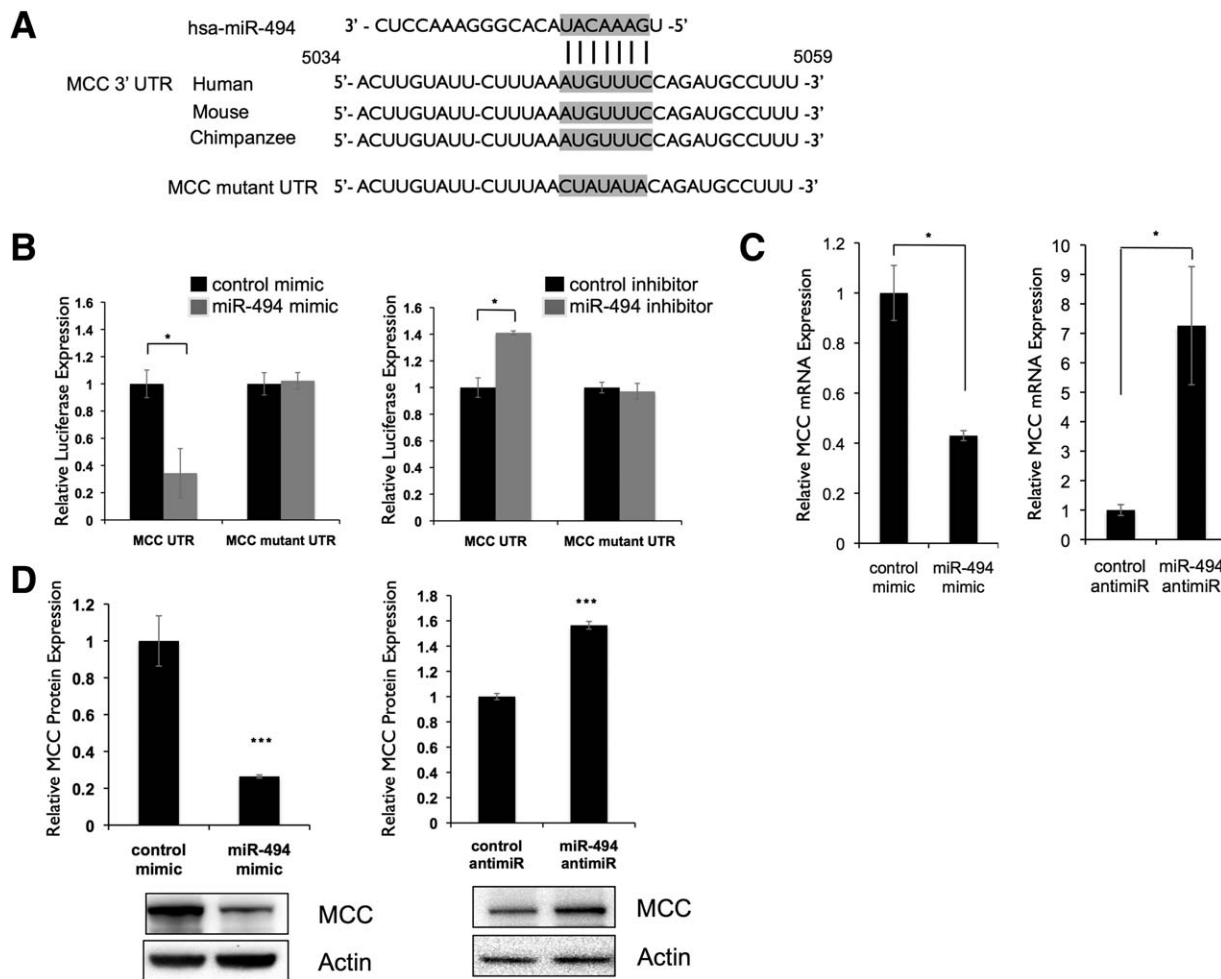 A
hsa-miR-494 3' - CUCCAAAGGGCACAUACAAAGU -5'
5034 5059
MCC 3' UTR Human 5'- ACUUGUAUU-CUUUAAAUGUUUCCAGAUGCCUUU -3'
Mouse 5'- ACUUGUAUU-CUUUAAAUGUUUCCAGAUGCCUUU -3'
Chimpanzee 5'- ACUUGUAUU-CUUUAAAUGUUUCCAGAUGCCUUU -3'
MCC mutant UTR 5'- ACUUGUAUU-CUUUAACUAUAUACAGAUGCCUUU -3'
B
control mimic
miR-494 mimic
Relative Luciferase Expression
1.6
1.4
1.2
1
0.8
0.6
0.4
0.2
0
*
MCC UTR MCC mutant UTR
control inhibitor
miR-494 inhibitor
Relative Luciferase Expression
1.6
1.4
1.2
1
0.8
0.6
0.4
0.2
0
*
MCC UTR MCC mutant UTR
C
Relative MCC mRNA Expression
1.2
1
0.8
0.6
0.4
0.2
0
*
control miR-494
mimic mimic
Relative MCC mRNA Expression
10
9
8
7
6
5
4
3
2
1
0
*
control miR-494
antimiR antimiR
D
Relative MCC Protein Expression
1.2
1
0.8
0.6
0.4
0.2
0
***
control miR-494
mimic mimic
MCC
Actin
Relative MCC Protein Expression
1.8
1.6
1.4
1.2
1
0.8
0.6
0.4
0.2
0
***
control miR-494
antimiR antimiR
MCC
Actin